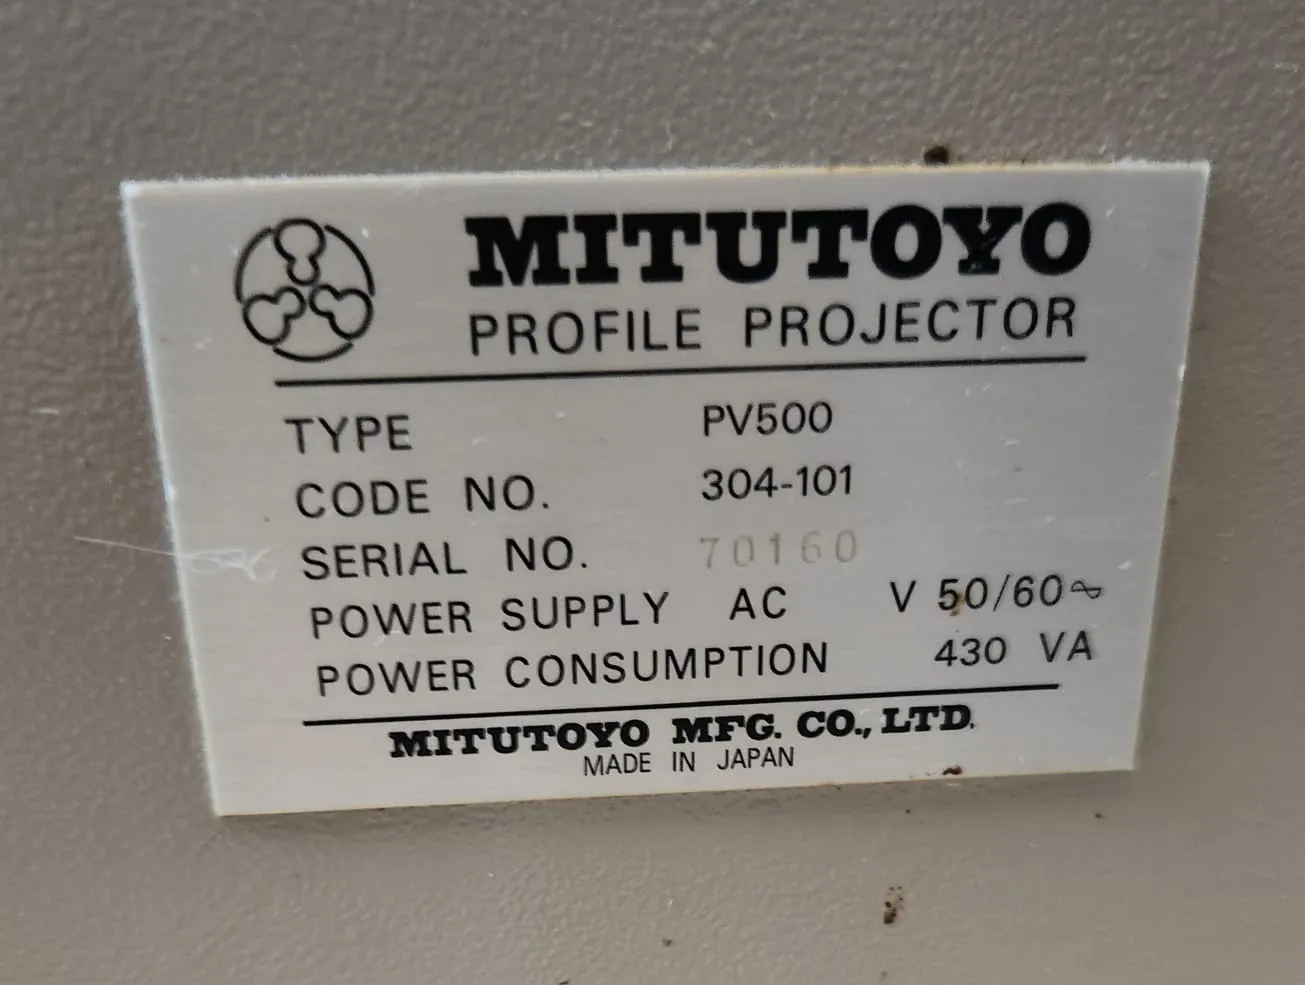 MITUTOYO
PROFILE PROJECTOR
TYPE PV500
CODE NO. 304-101
SERIAL NO. 70160
POWER SUPPLY AC V 50/60~
POWER CONSUMPTION 430 VA
MITUTOYO MFG. CO., LTD.
MADE IN JAPAN